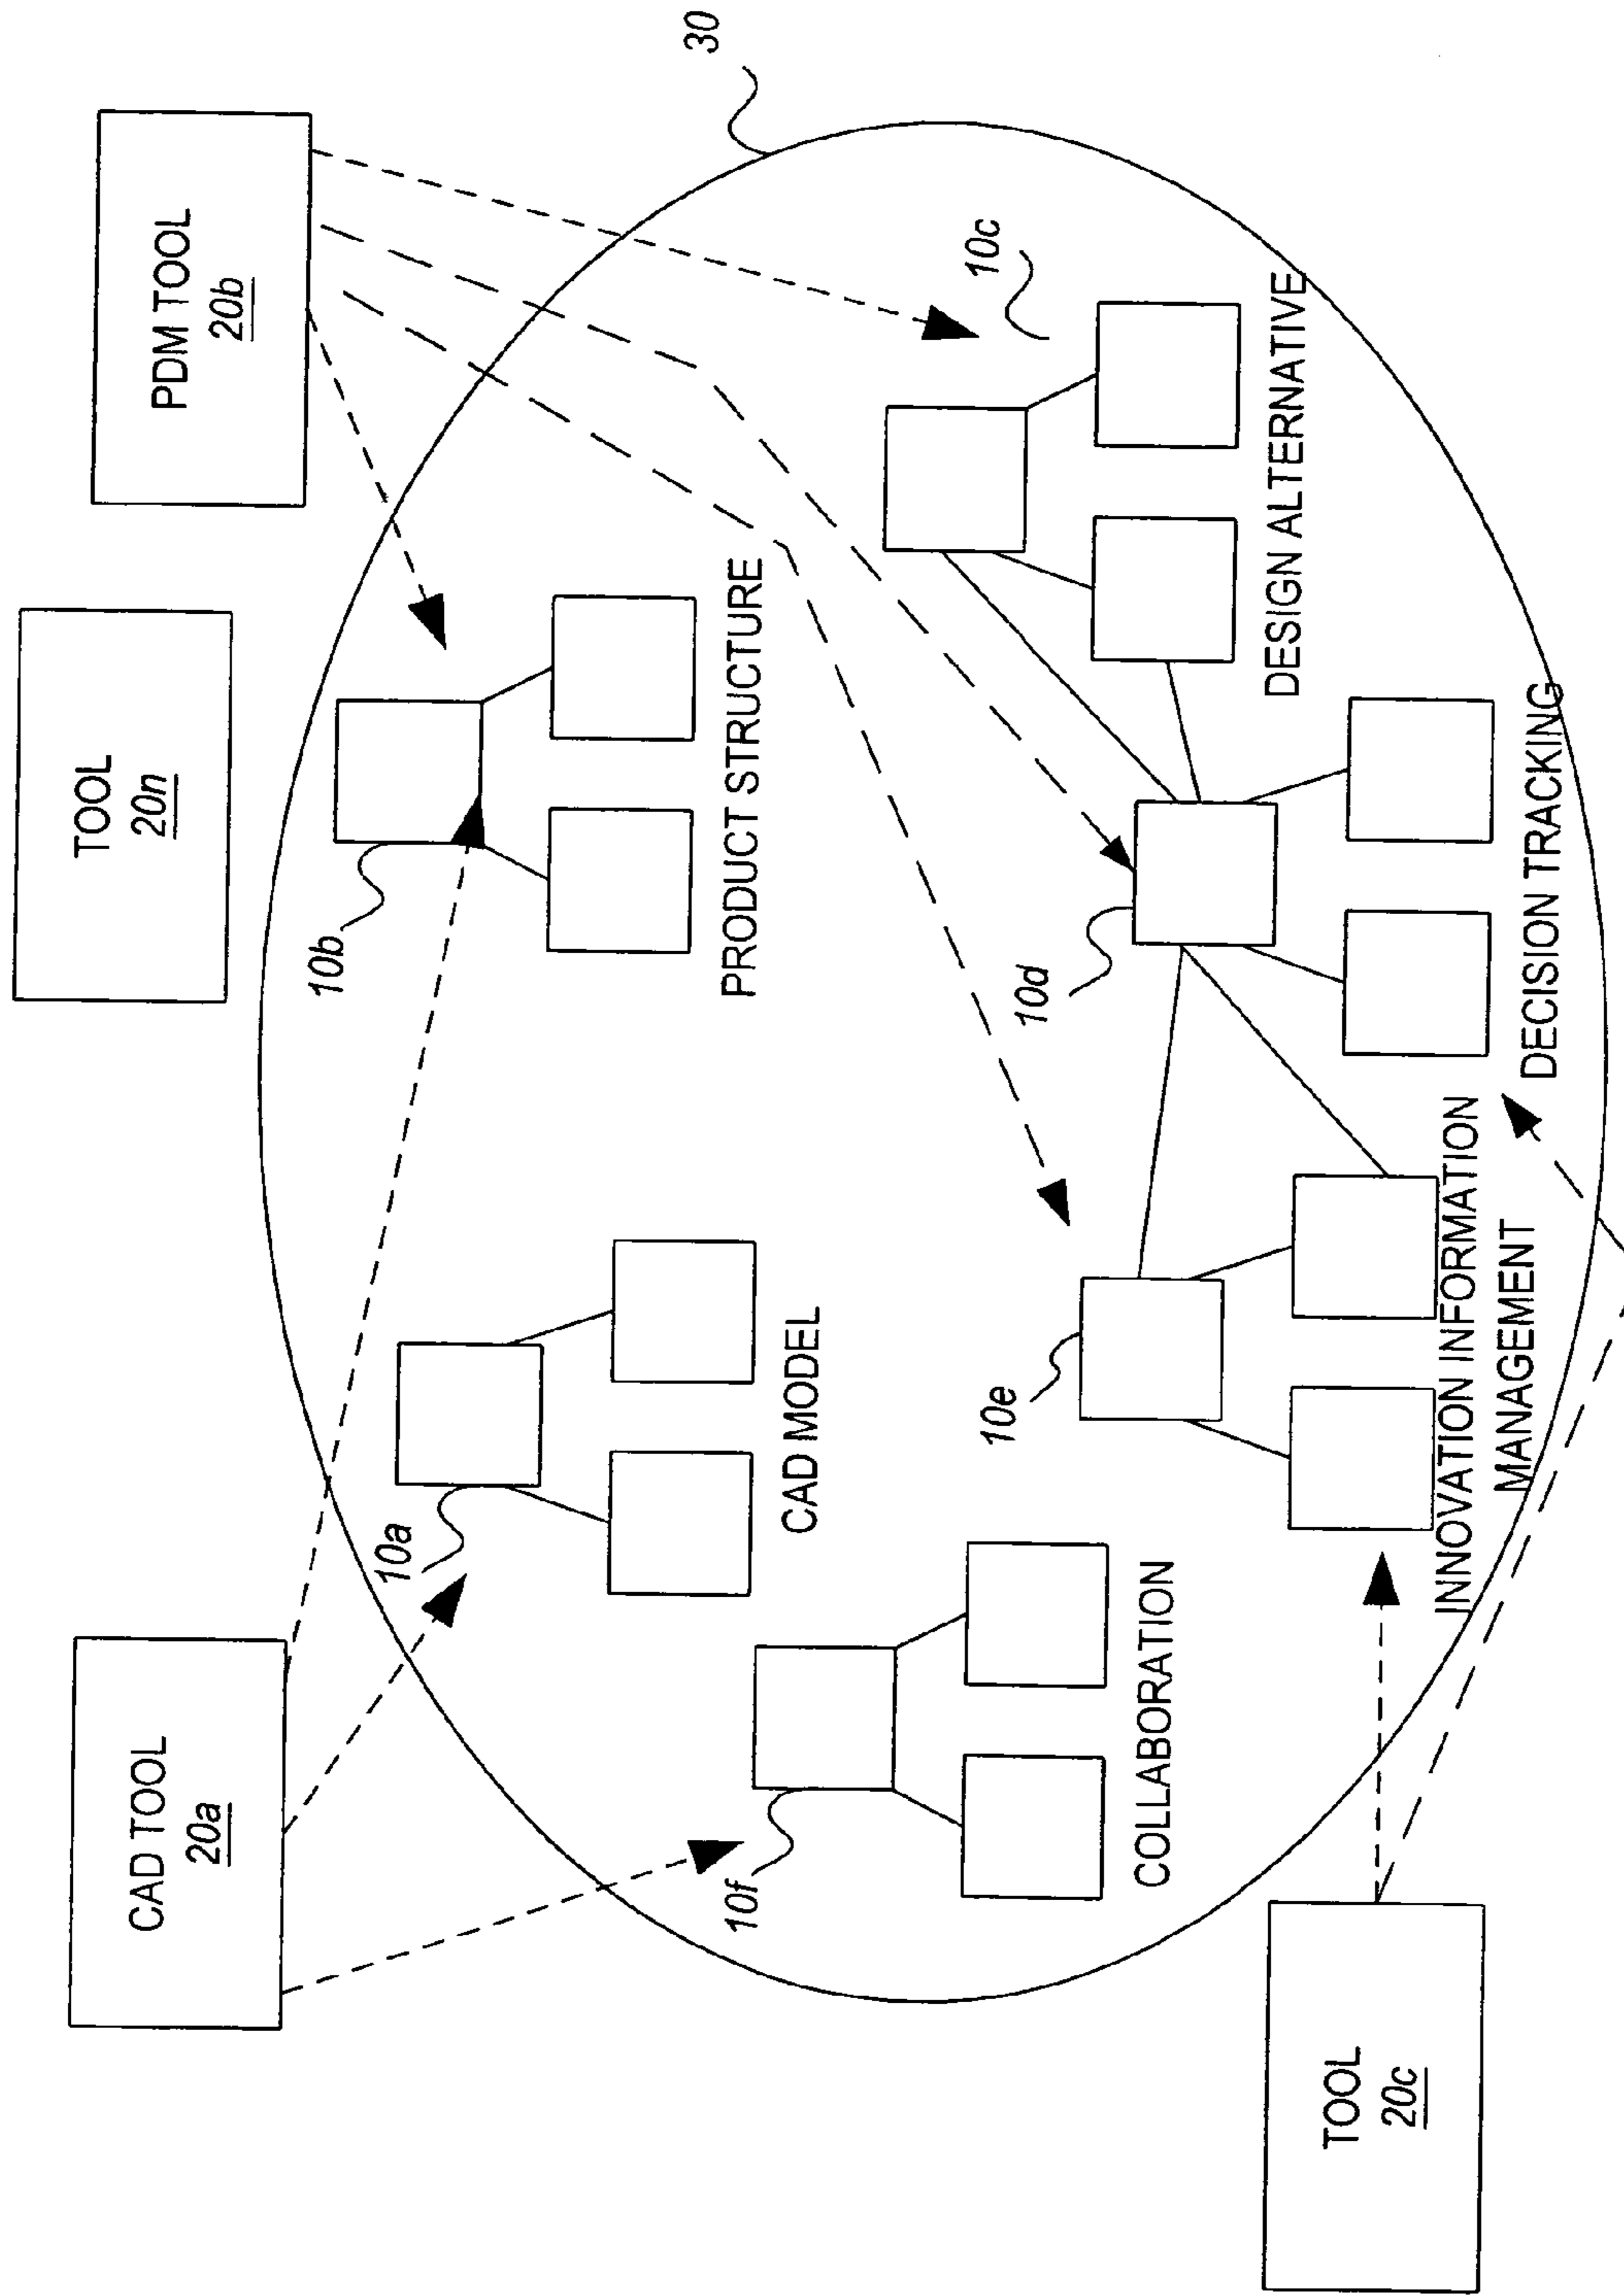 CAD TOOL
20a
TOOL
20n
PDM TOOL
20b
30
10b
10a
PRODUCT STRUCTURE
CAD MODEL
10f
10c
10e
10d
COLLABORATION
DESIGN ALTERNATIVE
TOOL
20c
INNOVATION INFORMATION
MANAGEMENT
DECISION TRACKING